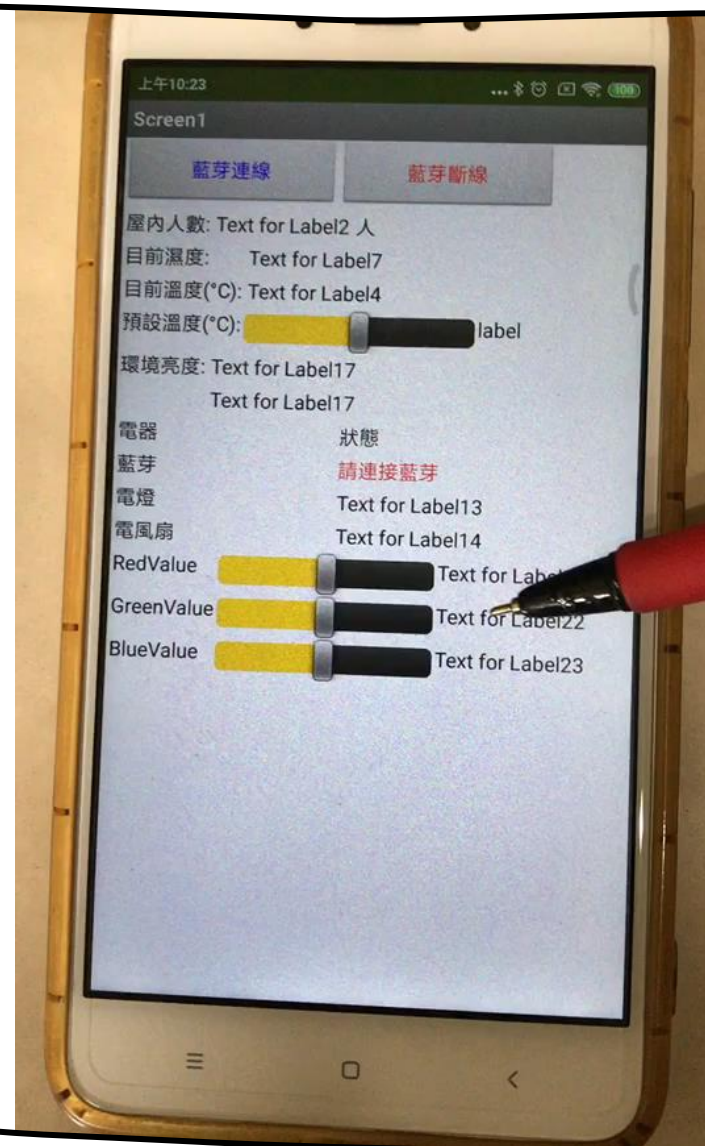 上午10:23 ... 100
Screen1
藍芽連線 藍芽斷線
屋內人數: Text for Label2 人
目前濕度: Text for Label7
目前溫度(°C): Text for Label4
預設溫度(°C): label
環境亮度: Text for Label17
Text for Label17
電器 狀態
藍芽 請連接藍芽
電燈 Text for Label13
電風扇 Text for Label14
RedValue Text for
GreenValue Text for Label22
BlueValue Text for Label23